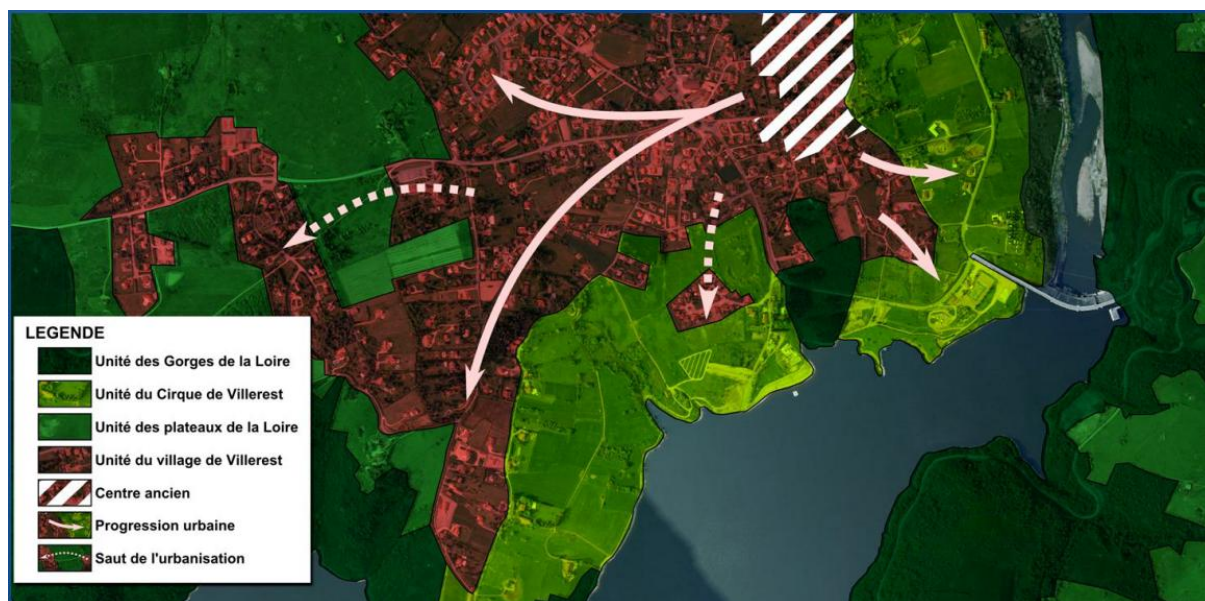 LEGENDE
Unité des Gorges de la Loire
Unité du Cirque de Villerest
Unité des plateaux de la Loire
Unité du village de Villerest
Centre ancien
Progression urbaine
Saut de l'urbanisation